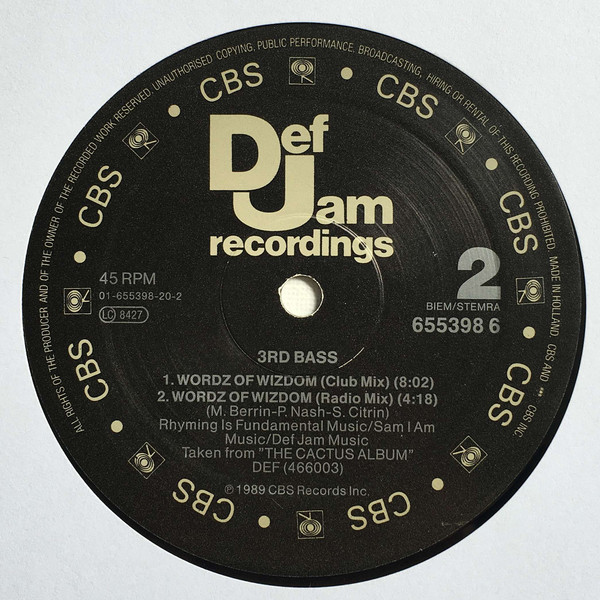 ALL RIGHTS OF THE PRODUCER AND OF THE OWNER OF THE RECORDED WORK RESERVED. UNAUTHORISED COPYING, PUBLIC PERFORMANCE, BROADCASTING, HIRING OR RENTAL OF THIS RECORDING PROHIBITED. MADE IN HOLLAND. CBS AND CBS INC.
CBS
CBS
CBS
CBS
CBS
CBS
CBS
CBS
Def
Jam
recordings
45 RPM
01-655398-20-2
LC 8427
2
BIEM/STEMRA
655398 6
3RD BASS
1. WORDZ OF WIZDOM (Club Mix) (8:02)
2. WORDZ OF WIZDOM (Radio Mix) (4:18)
(M. Berrin-P. Nash-S. Citrin)
Rhyming Is Fundamental Music/Sam I Am
Music/Def Jam Music
Taken from "THE CACTUS ALBUM"
DEF (466003)
℗ 1989 CBS Records Inc.